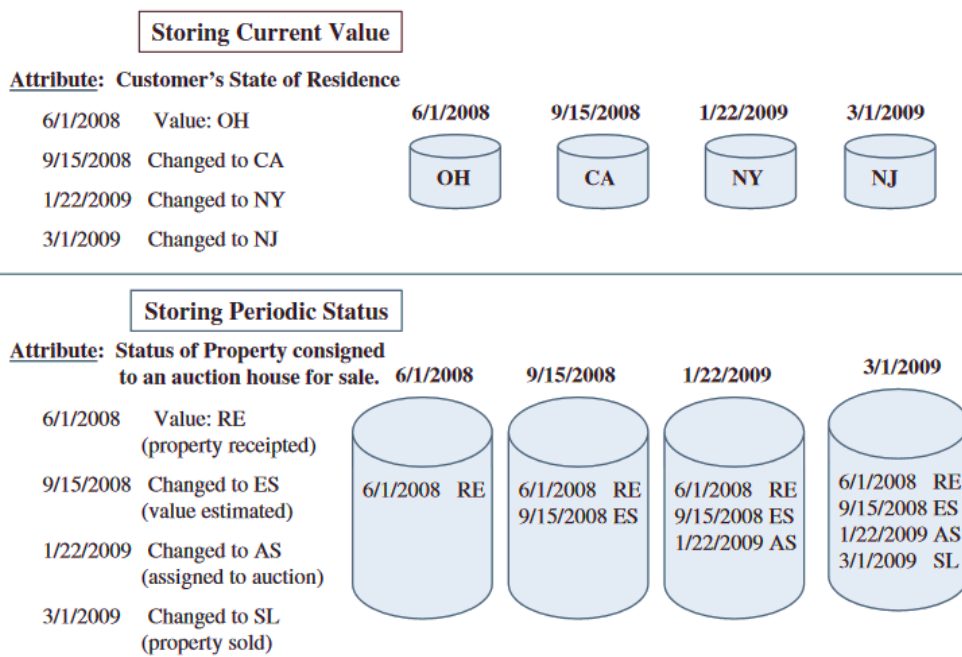 Storing Current Value
Attribute: Customer's State of Residence
6/1/2008 Value: OH
9/15/2008 Changed to CA
1/22/2009 Changed to NY
3/1/2009 Changed to NJ
6/1/2008 9/15/2008 1/22/2009 3/1/2009
OH CA NY NJ
Storing Periodic Status
Attribute: Status of Property consigned
to an auction house for sale.
6/1/2008 Value: RE
(property receipted)
9/15/2008 Changed to ES
(value estimated)
1/22/2009 Changed to AS
(assigned to auction)
3/1/2009 Changed to SL
(property sold)
6/1/2008
6/1/2008 RE
9/15/2008
6/1/2008 RE
9/15/2008 ES
1/22/2009
6/1/2008 RE
9/15/2008 ES
1/22/2009 AS
3/1/2009
6/1/2008 RE
9/15/2008 ES
1/22/2009 AS
3/1/2009 SL